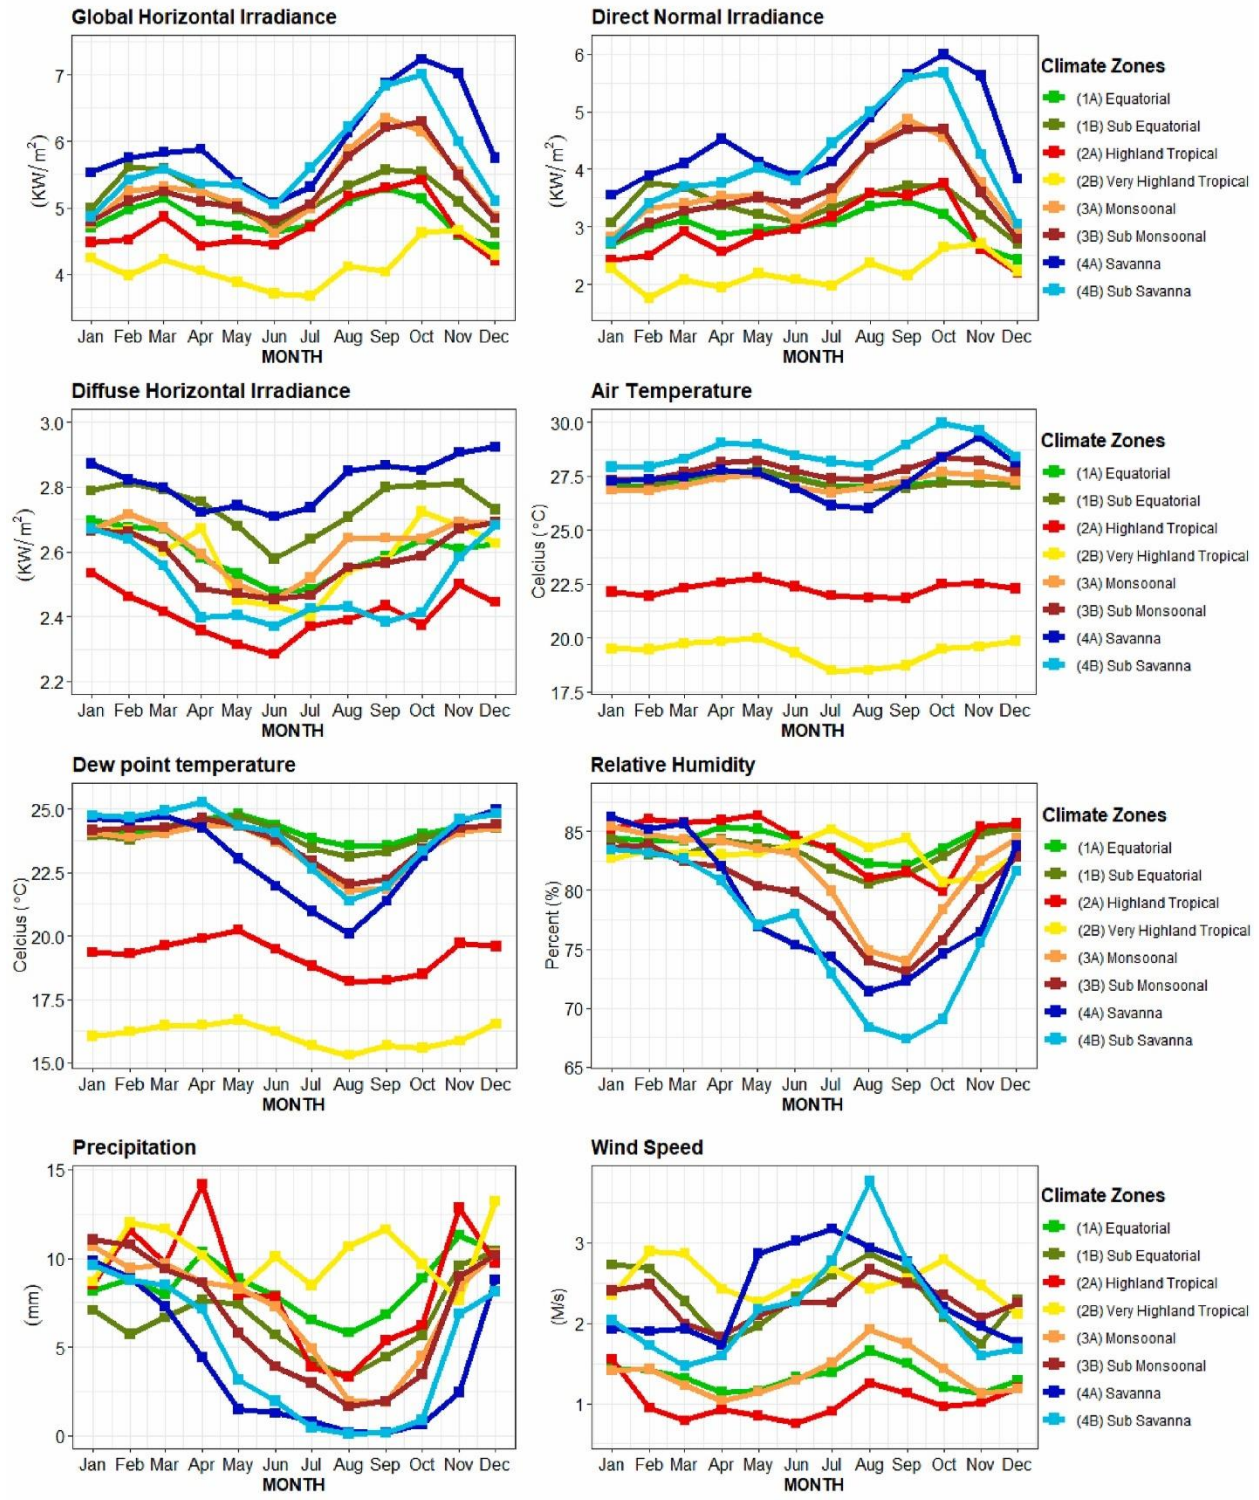 Global Horizontal Irradiance
Direct Normal Irradiance
7
6
5
4
(KW/m²)
Jan Feb Mar Apr May Jun Jul Aug Sep Oct Nov Dec
MONTH
6
5
4
3
2
(KW/m²)
Jan Feb Mar Apr May Jun Jul Aug Sep Oct Nov Dec
MONTH
Climate Zones
(1A) Equatorial
(1B) Sub Equatorial
(2A) Highland Tropical
(2B) Very Highland Tropical
(3A) Monsoonal
(3B) Sub Monsoonal
(4A) Savanna
(4B) Sub Savanna
Diffuse Horizontal Irradiance
Air Temperature
3.0
2.8
2.6
2.4
2.2
(KW/m²)
Jan Feb Mar Apr May Jun Jul Aug Sep Oct Nov Dec
MONTH
30.0
27.5
25.0
22.5
20.0
17.5
Celcius (°C)
Jan Feb Mar Apr May Jun Jul Aug Sep Oct Nov Dec
MONTH
Climate Zones
(1A) Equatorial
(1B) Sub Equatorial
(2A) Highland Tropical
(2B) Very Highland Tropical
(3A) Monsoonal
(3B) Sub Monsoonal
(4A) Savanna
(4B) Sub Savanna
Dew point temperature
Relative Humidity
25.0
22.5
20.0
17.5
15.0
Celcius (°C)
Jan Feb Mar Apr May Jun Jul Aug Sep Oct Nov Dec
MONTH
85
80
75
70
65
Percent (%)
Jan Feb Mar Apr May Jun Jul Aug Sep Oct Nov Dec
MONTH
Climate Zones
(1A) Equatorial
(1B) Sub Equatorial
(2A) Highland Tropical
(2B) Very Highland Tropical
(3A) Monsoonal
(3B) Sub Monsoonal
(4A) Savanna
(4B) Sub Savanna
Precipitation
Wind Speed
15
10
5
0
(mm)
Jan Feb Mar Apr May Jun Jul Aug Sep Oct Nov Dec
MONTH
3
2
1
(M/s)
Jan Feb Mar Apr May Jun Jul Aug Sep Oct Nov Dec
MONTH
Climate Zones
(1A) Equatorial
(1B) Sub Equatorial
(2A) Highland Tropical
(2B) Very Highland Tropical
(3A) Monsoonal
(3B) Sub Monsoonal
(4A) Savanna
(4B) Sub Savanna